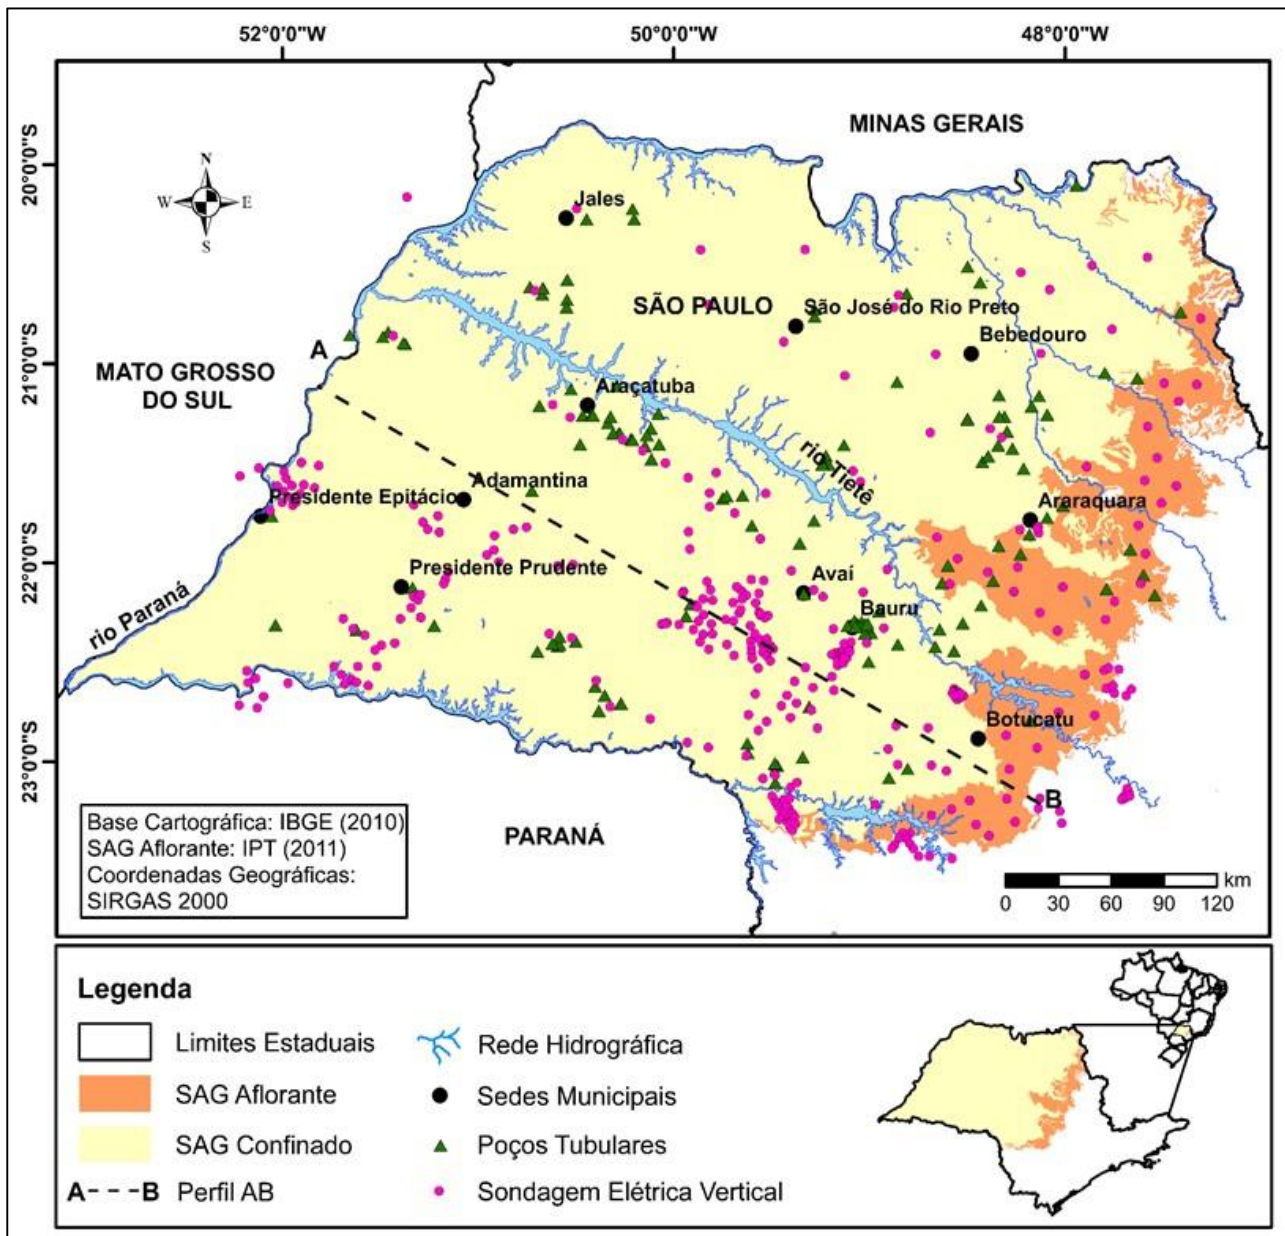 52°0'0"W
50°0'0"W
48°0'0"W
20°0'0"S
21°0'0"S
22°0'0"S
23°0'0"S
MINAS GERAIS
N
W
E
S
Jales
SÃO PAULO
São José do Rio Preto
Bebedouro
A
MATO GROSSO
DO SUL
Araçatuba
rio Tietê
Adamantina
Presidente Epitácio
Araraquara
Presidente Prudente
Avaí
rio Paraná
Bauru
Botucatu
B
PARANÁ
Base Cartográfica: IBGE (2010)
SAG Aflorante: IPT (2011)
Coordenadas Geográficas:
SIRGAS 2000
km
0 30 60 90 120
Legenda
Limites Estaduais
SAG Aflorante
SAG Confinado
A B Perfil AB
Rede Hidrográfica
Sedes Municipais
Poços Tubulares
Sondagem Elétrica Vertical